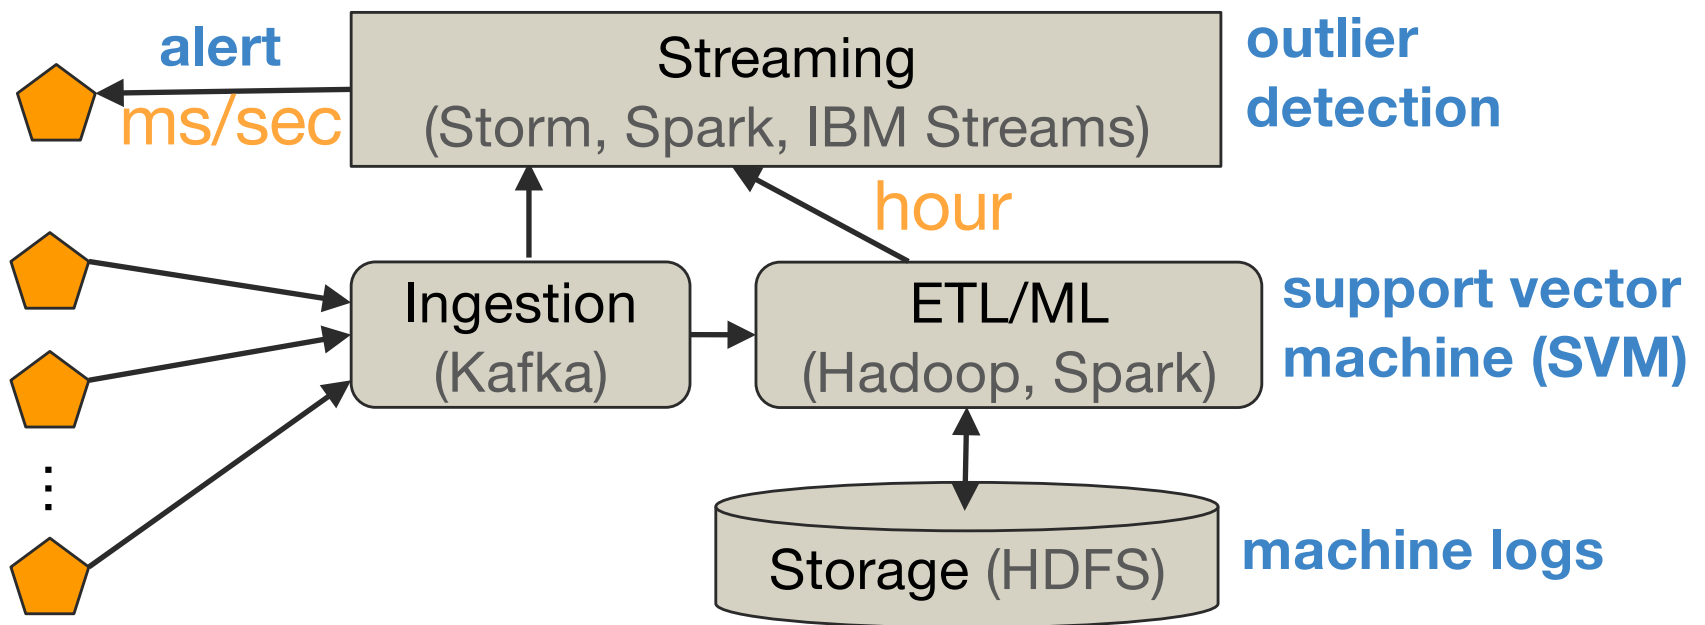 alert
ms/sec
Streaming
(Storm, Spark, IBM Streams)
outlier
detection
hour
Ingestion
(Kafka)
ETL/ML
(Hadoop, Spark)
support vector
machine (SVM)
...
Storage (HDFS)
machine logs